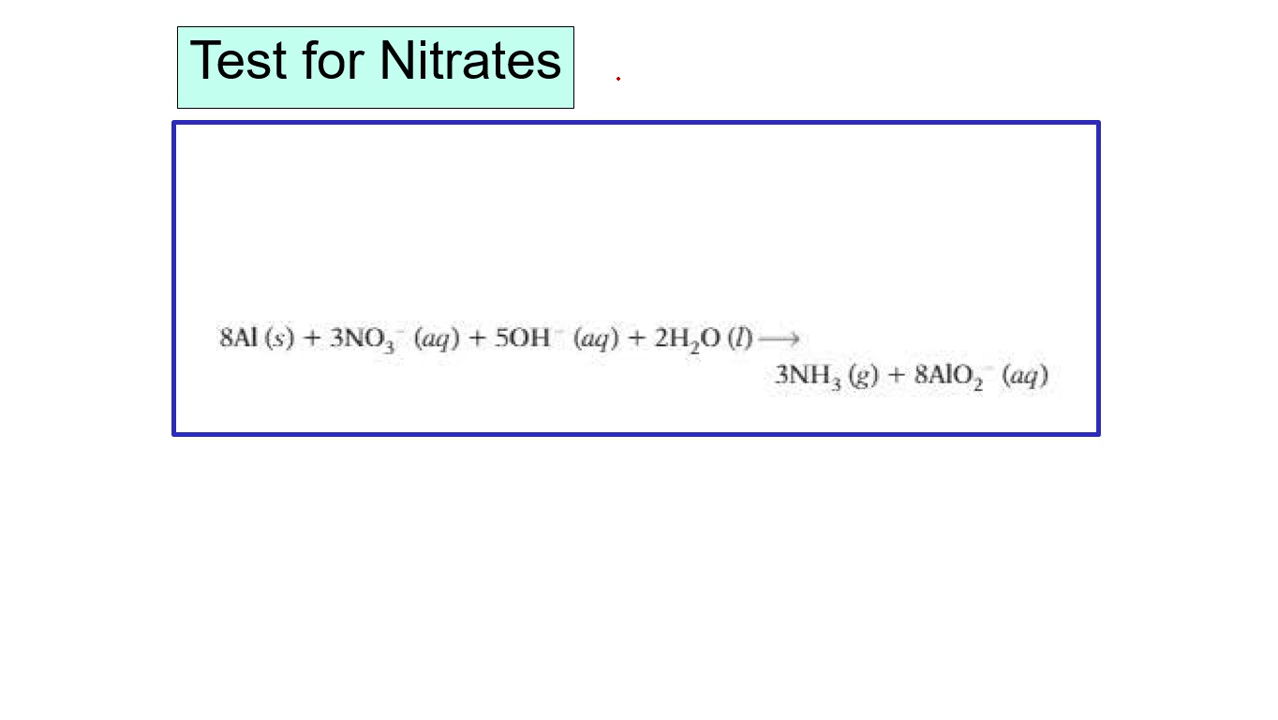 Test for Nitrates
8Al (s) + 3NO₃⁻ (aq) + 5OH⁻ (aq) + 2H₂O (l) ⟶
3NH₃ (g) + 8AlO₂⁻ (aq)